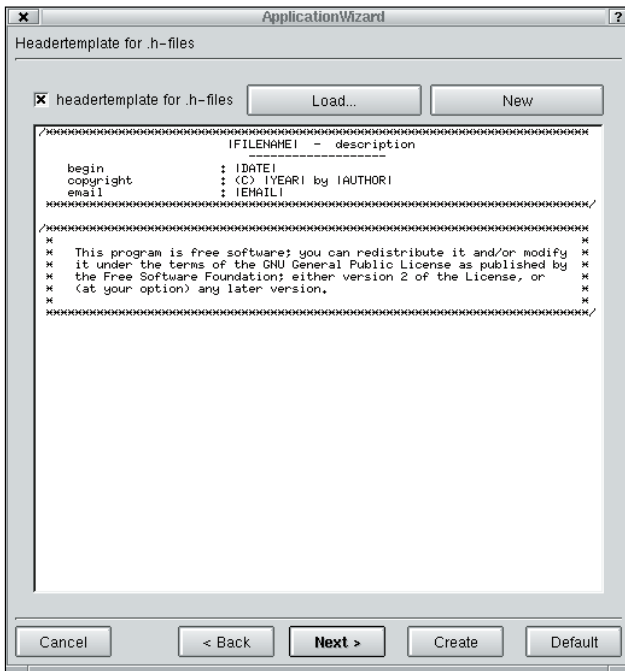 ApplicationWizard ?
Headertemplate for .h-files
headertemplate for .h-files Load... New
/***************************************************************************
|FILENAME| - description
-------------------
begin : |DATE|
copyright : (C) |YEAR| by |AUTHOR|
email : |EMAIL|
***************************************************************************/
/***************************************************************************
* *
* This program is free software; you can redistribute it and/or modify *
* it under the terms of the GNU General Public License as published by *
* the Free Software Foundation; either version 2 of the License, or *
* (at your option) any later version. *
* *
***************************************************************************/
Cancel < Back Next > Create Default